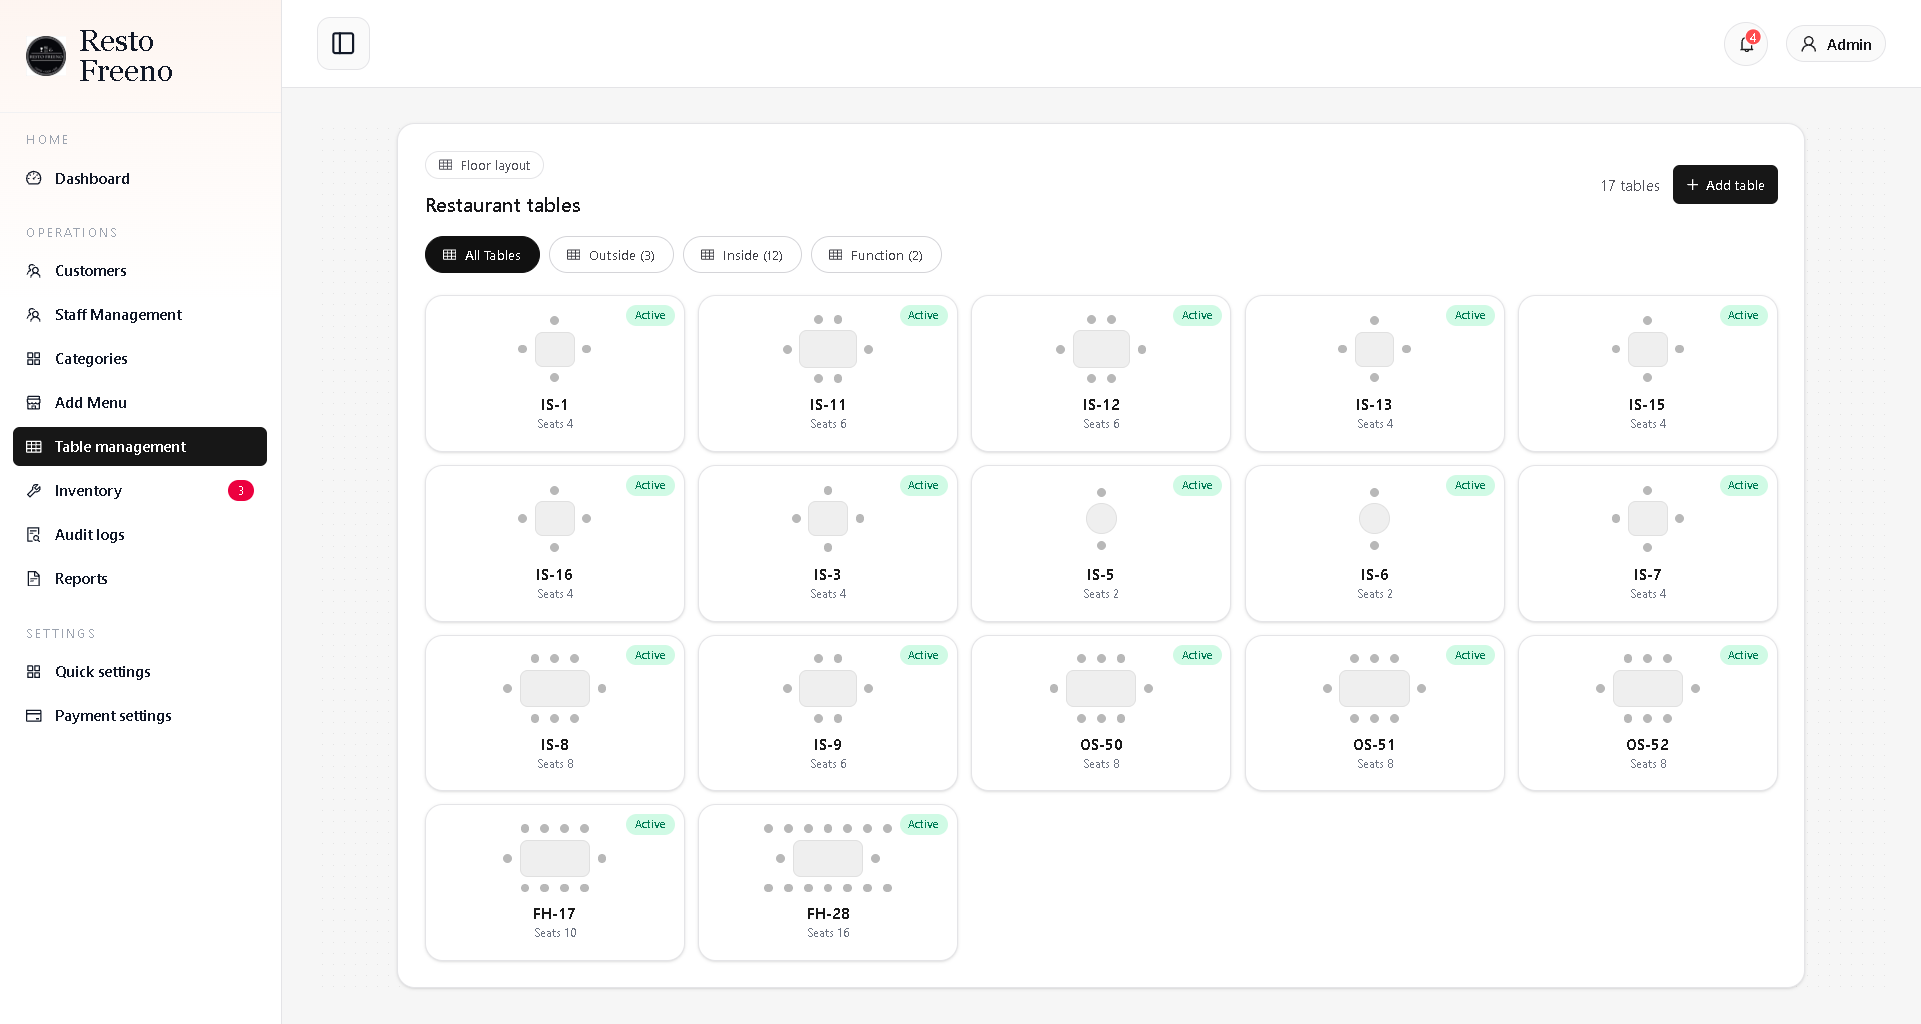 Resto
Freeno
HOME
Dashboard
OPERATIONS
Customers
Staff Management
Categories
Add Menu
Table management
Inventory
3
Audit logs
Reports
SETTINGS
Quick settings
Payment settings
4
Admin
Floor layout
Restaurant tables
17 tables
+ Add table
All Tables
Outside (3)
Inside (12)
Function (2)
Active
IS-1
Seats 4
Active
IS-11
Seats 6
Active
IS-12
Seats 6
Active
IS-13
Seats 4
Active
IS-15
Seats 4
Active
IS-16
Seats 4
Active
IS-3
Seats 4
Active
IS-5
Seats 2
Active
IS-6
Seats 2
Active
IS-7
Seats 4
Active
IS-8
Seats 8
Active
IS-9
Seats 6
Active
OS-50
Seats 8
Active
OS-51
Seats 8
Active
OS-52
Seats 8
Active
FH-17
Seats 10
Active
FH-28
Seats 16